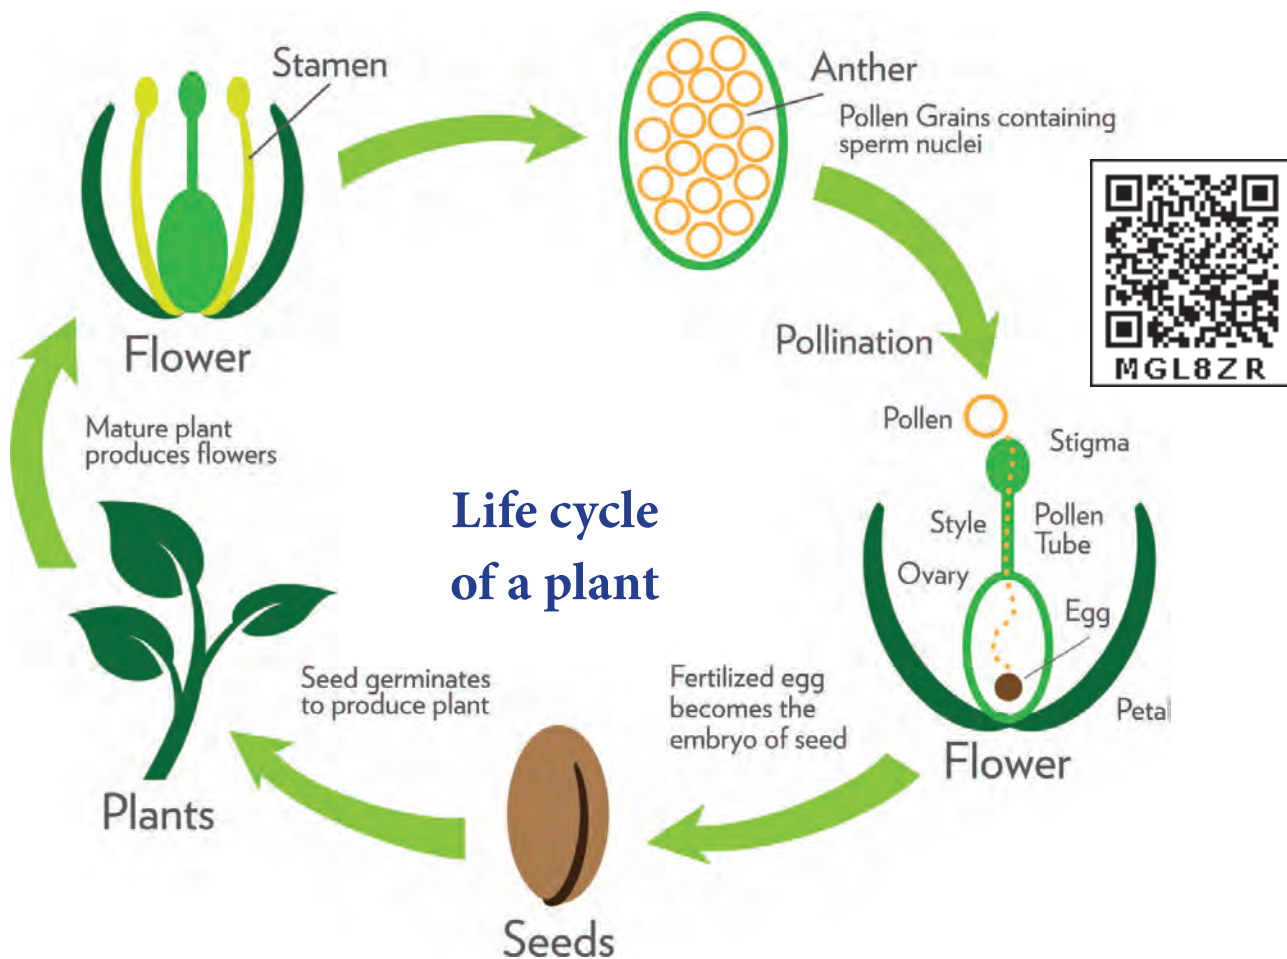 Stamen
Anther
Pollen Grains containing
sperm nuclei
MGL8ZR
Flower
Pollination
Mature plant
produces flowers
Pollen
Stigma
Life cycle
of a plant
Style
Pollen
Tube
Ovary
Egg
Seed germinates
to produce plant
Fertilized egg
becomes the
embryo of seed
Petal
Flower
Plants
Seeds